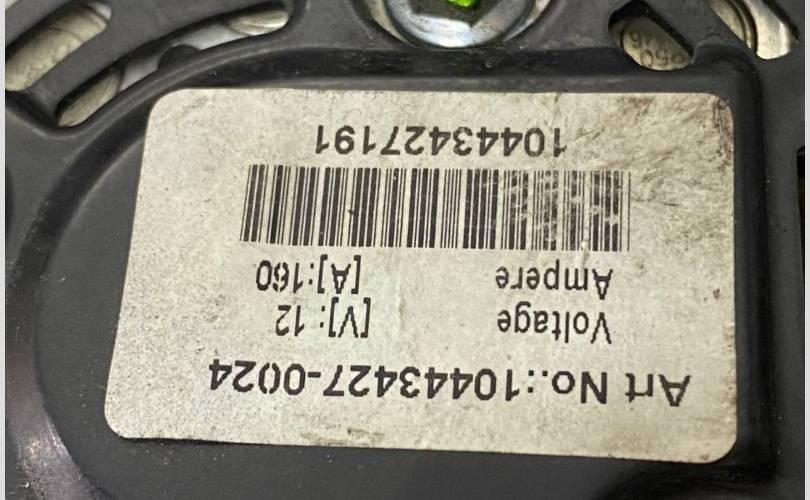 Art No.:10443427-0024
Voltage [V]: 12
Ampere [A]:160
10443427191